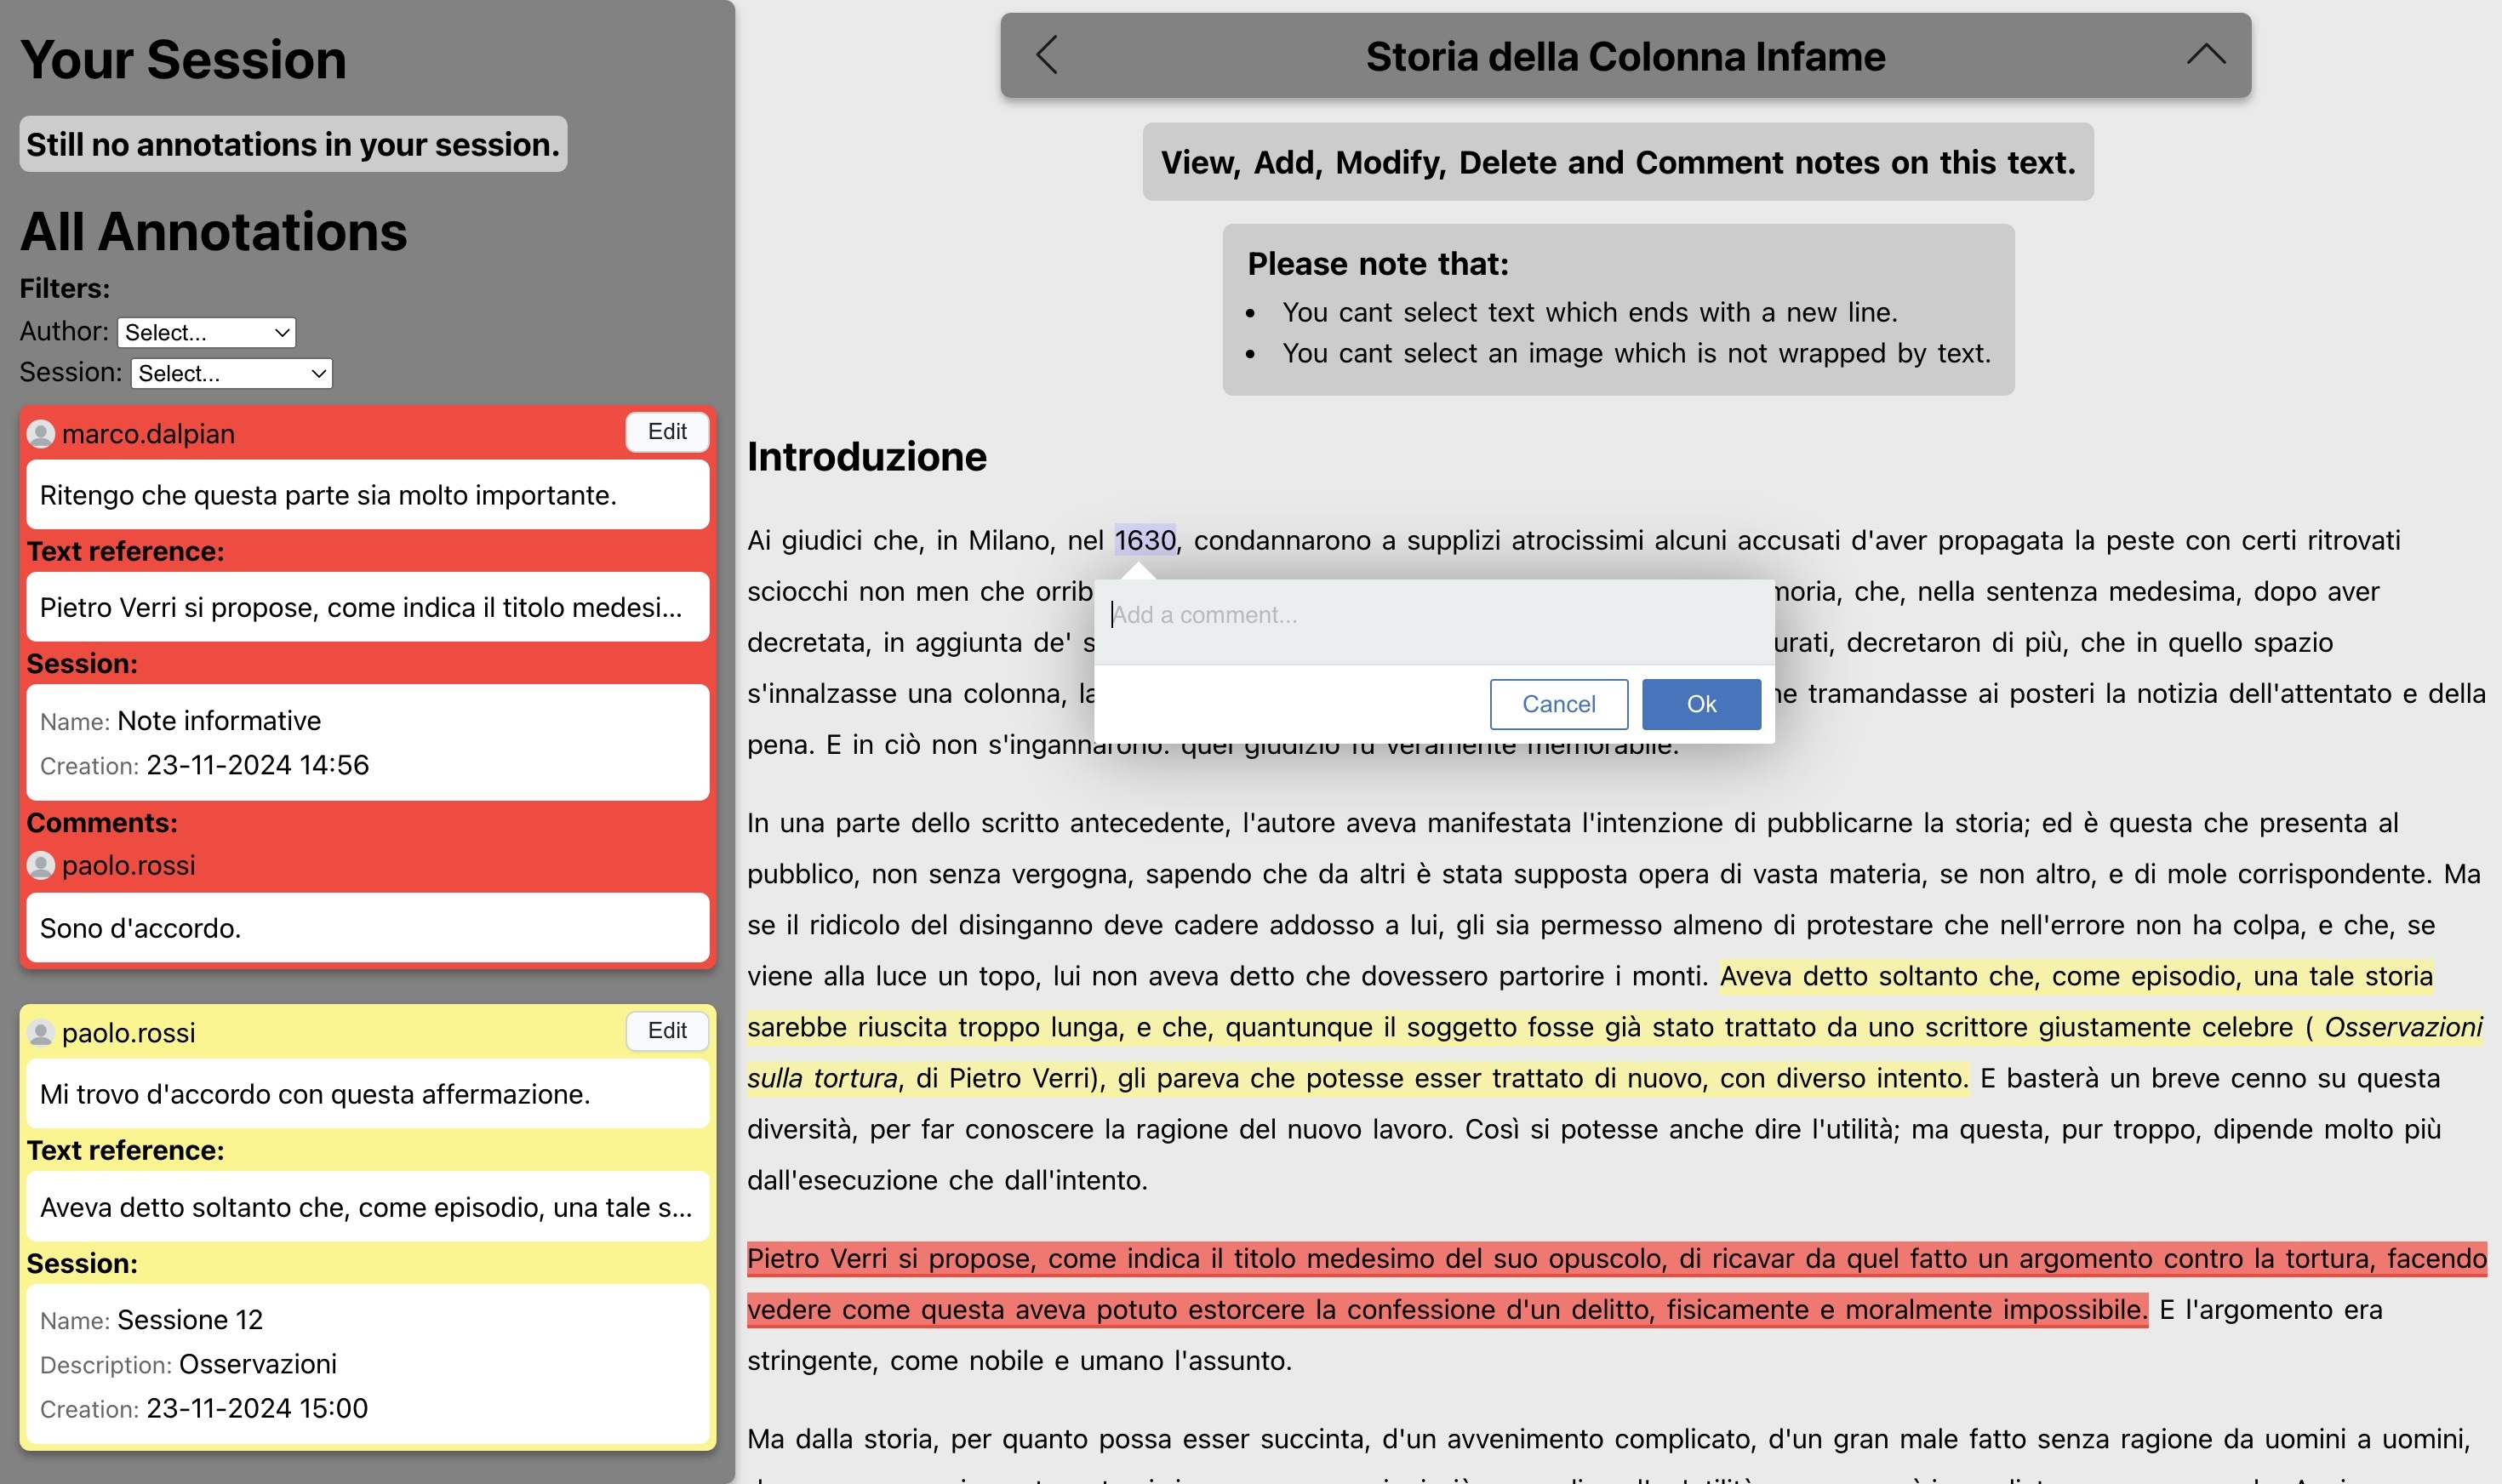 Your Session
Still no annotations in your session.
All Annotations
Filters:
Author: Select...
Session: Select...
marco.dalpian
Edit
Ritengo che questa parte sia molto importante.
Text reference:
Pietro Verri si propose, come indica il titolo medesi...
Session:
Name: Note informative
Creation: 23-11-2024 14:56
Comments:
paolo.rossi
Sono d'accordo.
paolo.rossi
Edit
Mi trovo d'accordo con questa affermazione.
Text reference:
Aveva detto soltanto che, come episodio, una tale s...
Session:
Name: Sessione 12
Description: Osservazioni
Creation: 23-11-2024 15:00
Storia della Colonna Infame
View, Add, Modify, Delete and Comment notes on this text.
Please note that:
• You cant select text which ends with a new line.
• You cant select an image which is not wrapped by text.
Introduzione
Ai giudici che, in Milano, nel 1630, condannarono a supplizi atrocissimi alcuni accusati d'aver propagata la peste con certi ritrovati
sciocchi non men che che, nella sentenza medesima, dopo aver
decretata, in aggiunta de' decretaron di più, che in quello spazio
s'innalzasse una colonna, tramandasse ai posteri la notizia dell'attentato e della
pena. E in ciò non s'ingannarono: quel giudizio fu veramente memorabile.
Add a comment...
Cancel
Ok
In una parte dello scritto antecedente, l'autore aveva manifestata l'intenzione di pubblicarne la storia; ed è questa che presenta al
pubblico, non senza vergogna, sapendo che da altri è stata supposta opera di vasta materia, se non altro, e di mole corrispondente. Ma
se il ridicolo del disinganno deve cadere addosso a lui, gli sia permesso almeno di protestare che nell'errore non ha colpa, e che, se
viene alla luce un topo, lui non aveva detto che dovessero partorire i monti. Aveva detto soltanto che, come episodio, una tale storia
sarebbe riuscita troppo lunga, e che, quantunque il soggetto fosse già stato trattato da uno scrittore giustamente celebre ( Osservazioni
sulla tortura, di Pietro Verri), gli pareva che potesse esser trattato di nuovo, con diverso intento. E basterà un breve cenno su questa
diversità, per far conoscere la ragione del nuovo lavoro. Così si potesse anche dire l'utilità; ma questa, pur troppo, dipende molto più
dall'esecuzione che dall'intento.
Pietro Verri si propose, come indica il titolo medesimo del suo opuscolo, di ricavar da quel fatto un argomento contro la tortura, facendo
vedere come questa aveva potuto estorcere la confessione d'un delitto, fisicamente e moralmente impossibile. E l'argomento era
stringente, come nobile e umano l'assunto.
Ma dalla storia, per quanto possa esser succinta, d'un avvenimento complicato, d'un gran male fatto senza ragione da uomini a uomini,